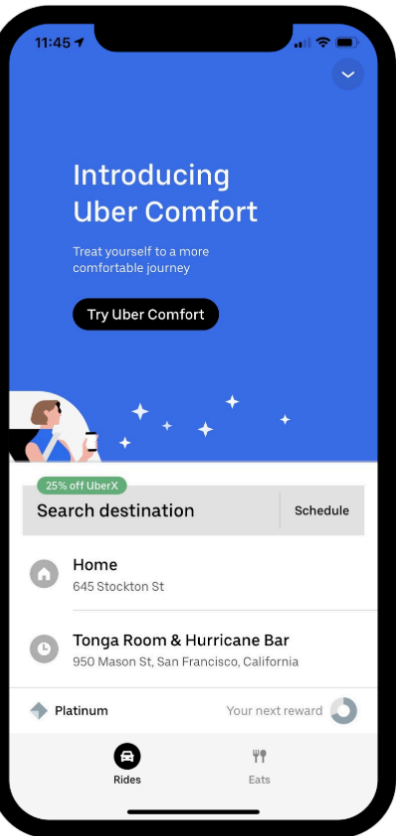 11:45
Introducing
Uber Comfort
Treat yourself to a more
comfortable journey
Try Uber Comfort
25% off UberX
Search destination
Schedule
Home
645 Stockton St
Tonga Room & Hurricane Bar
950 Mason St, San Francisco, California
Platinum
Your next reward
Rides
Eats